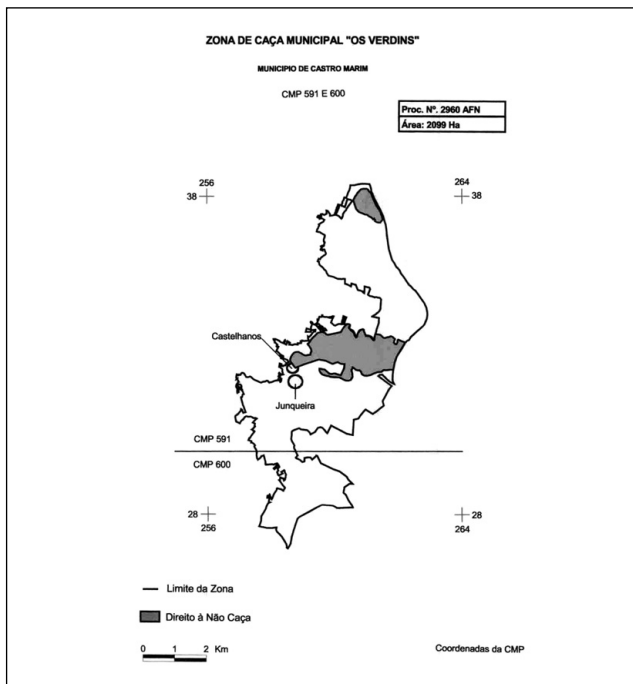 ZONA DE CAÇA MUNICIPAL "OS VERDINS"
MUNICIPIO DE CASTRO MARIM
CMP 591 E 600
Proc. Nº. 2960 AFN
Área: 2099 Ha
256
264
38
38
Castelhanos
Junqueira
CMP 591
CMP 600
28
28
256
264
Limite da Zona
Direito à Não Caça
0 1 2 Km
Coordenadas da CMP